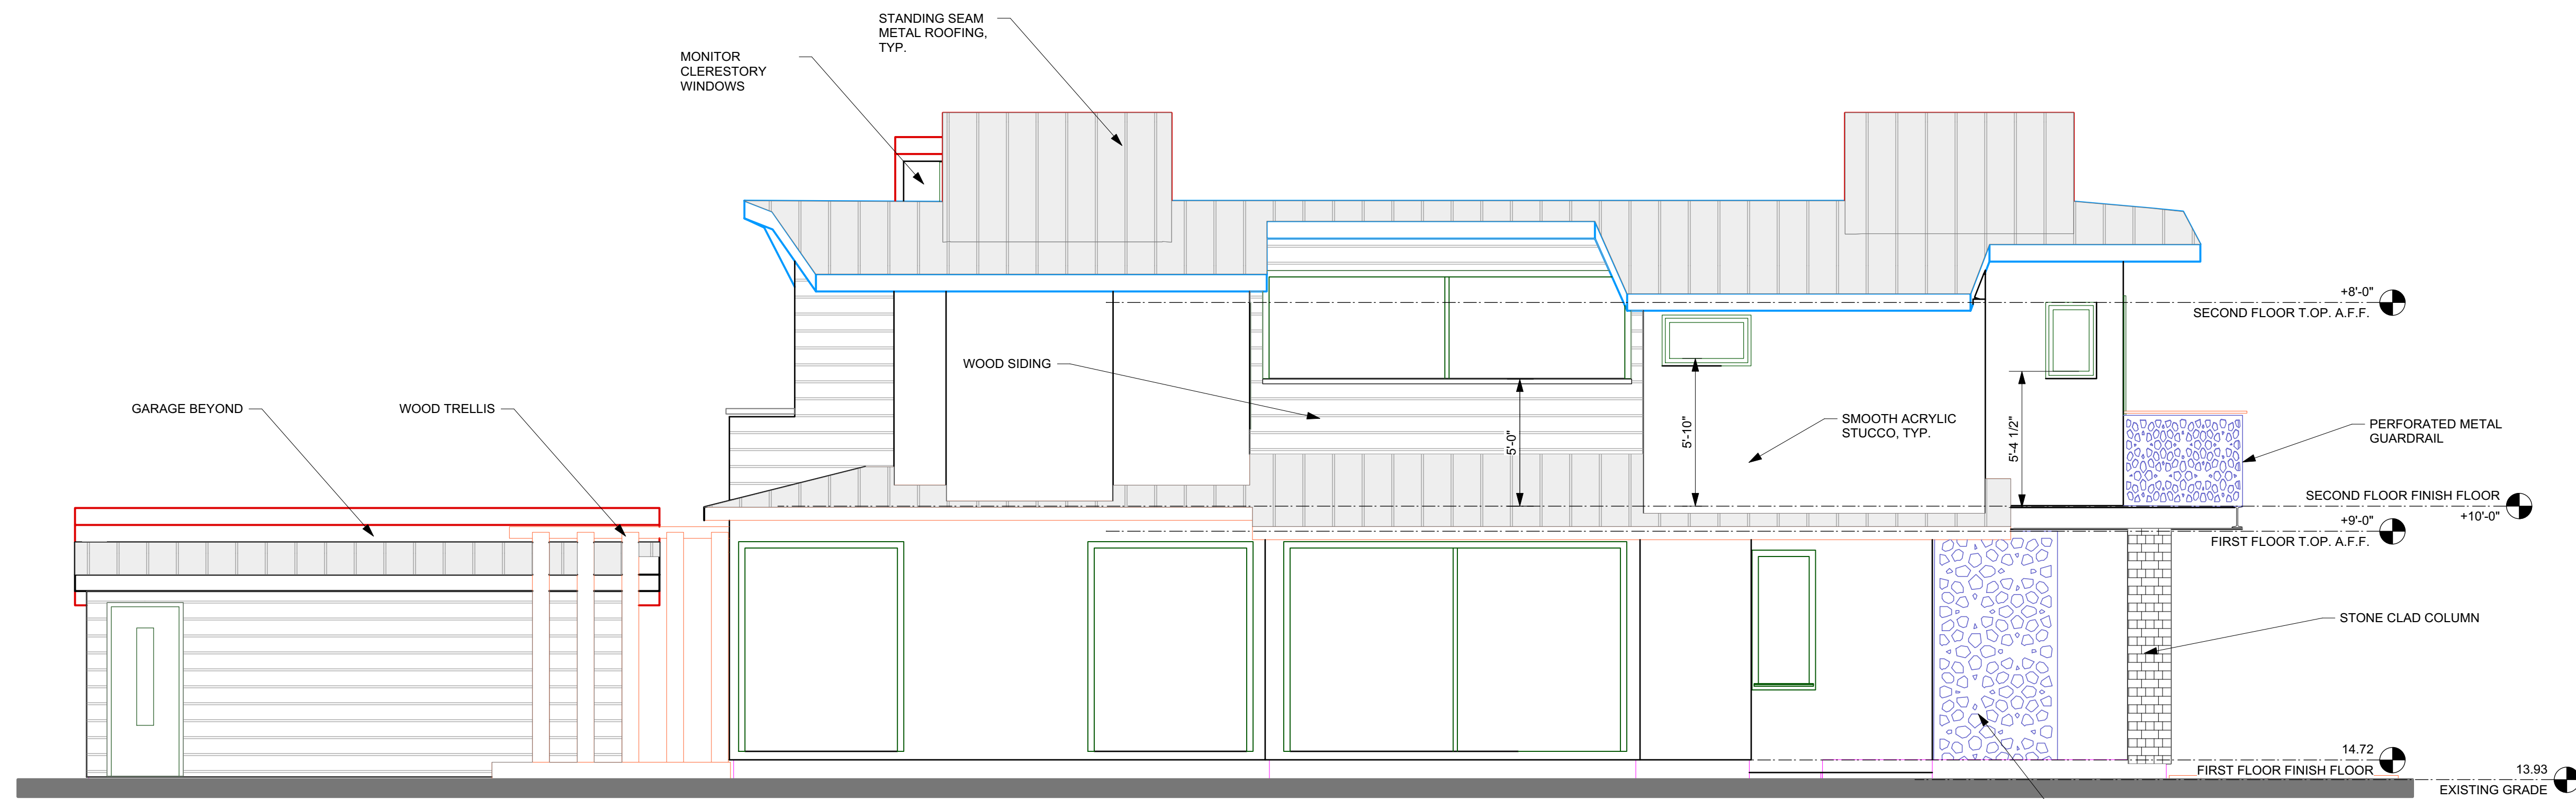 STANDING SEAM
METAL ROOFING,
TYP.
MONITOR
CLERESTORY
WINDOWS
+8'-0"
SECOND FLOOR T.OP. A.F.F.
WOOD SIDING
GARAGE BEYOND
WOOD TRELLIS
5'-0"
5'-10"
SMOOTH ACRYLIC
STUCCO, TYP.
5'-4 1/2"
PERFORATED METAL
GUARDRAIL
SECOND FLOOR FINISH FLOOR
+10'-0"
+9'-0"
FIRST FLOOR T.OP. A.F.F.
STONE CLAD COLUMN
14.72
FIRST FLOOR FINISH FLOOR
13.93
EXISTING GRADE